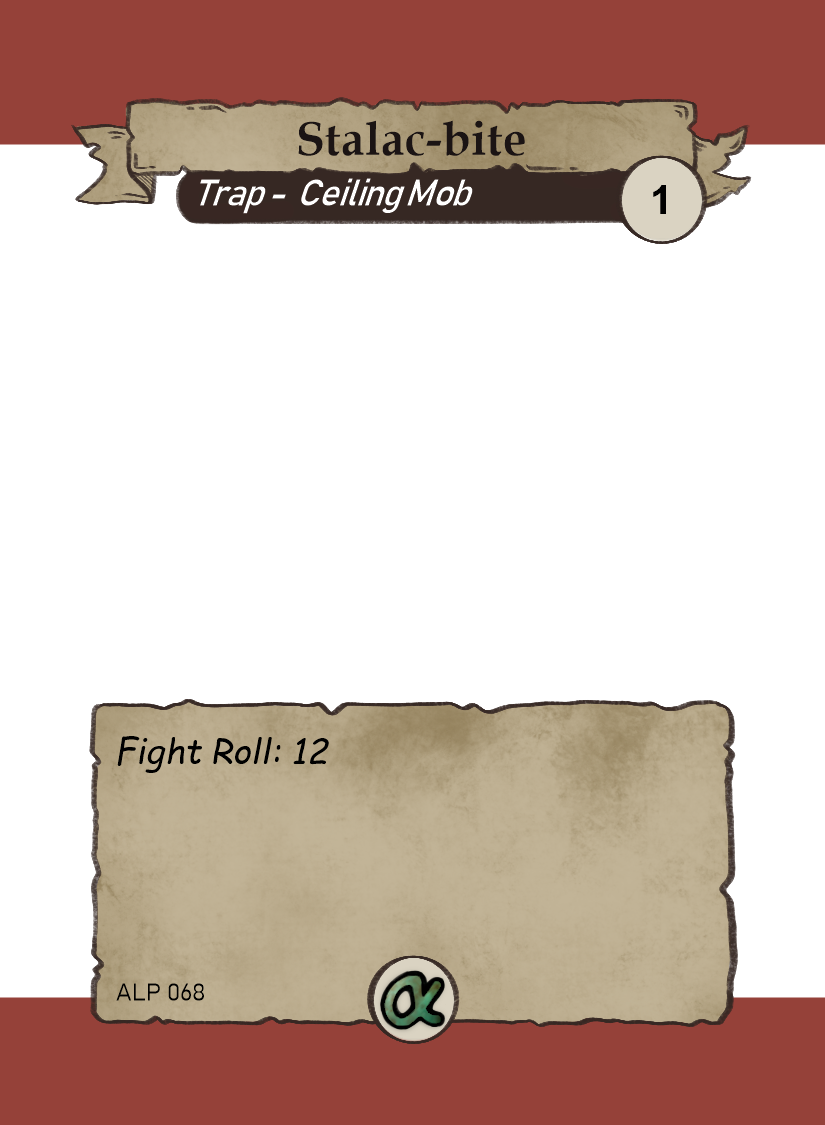 Stalac-bite
Trap - Ceiling Mob
1
Fight Roll: 12
ALP 068
α